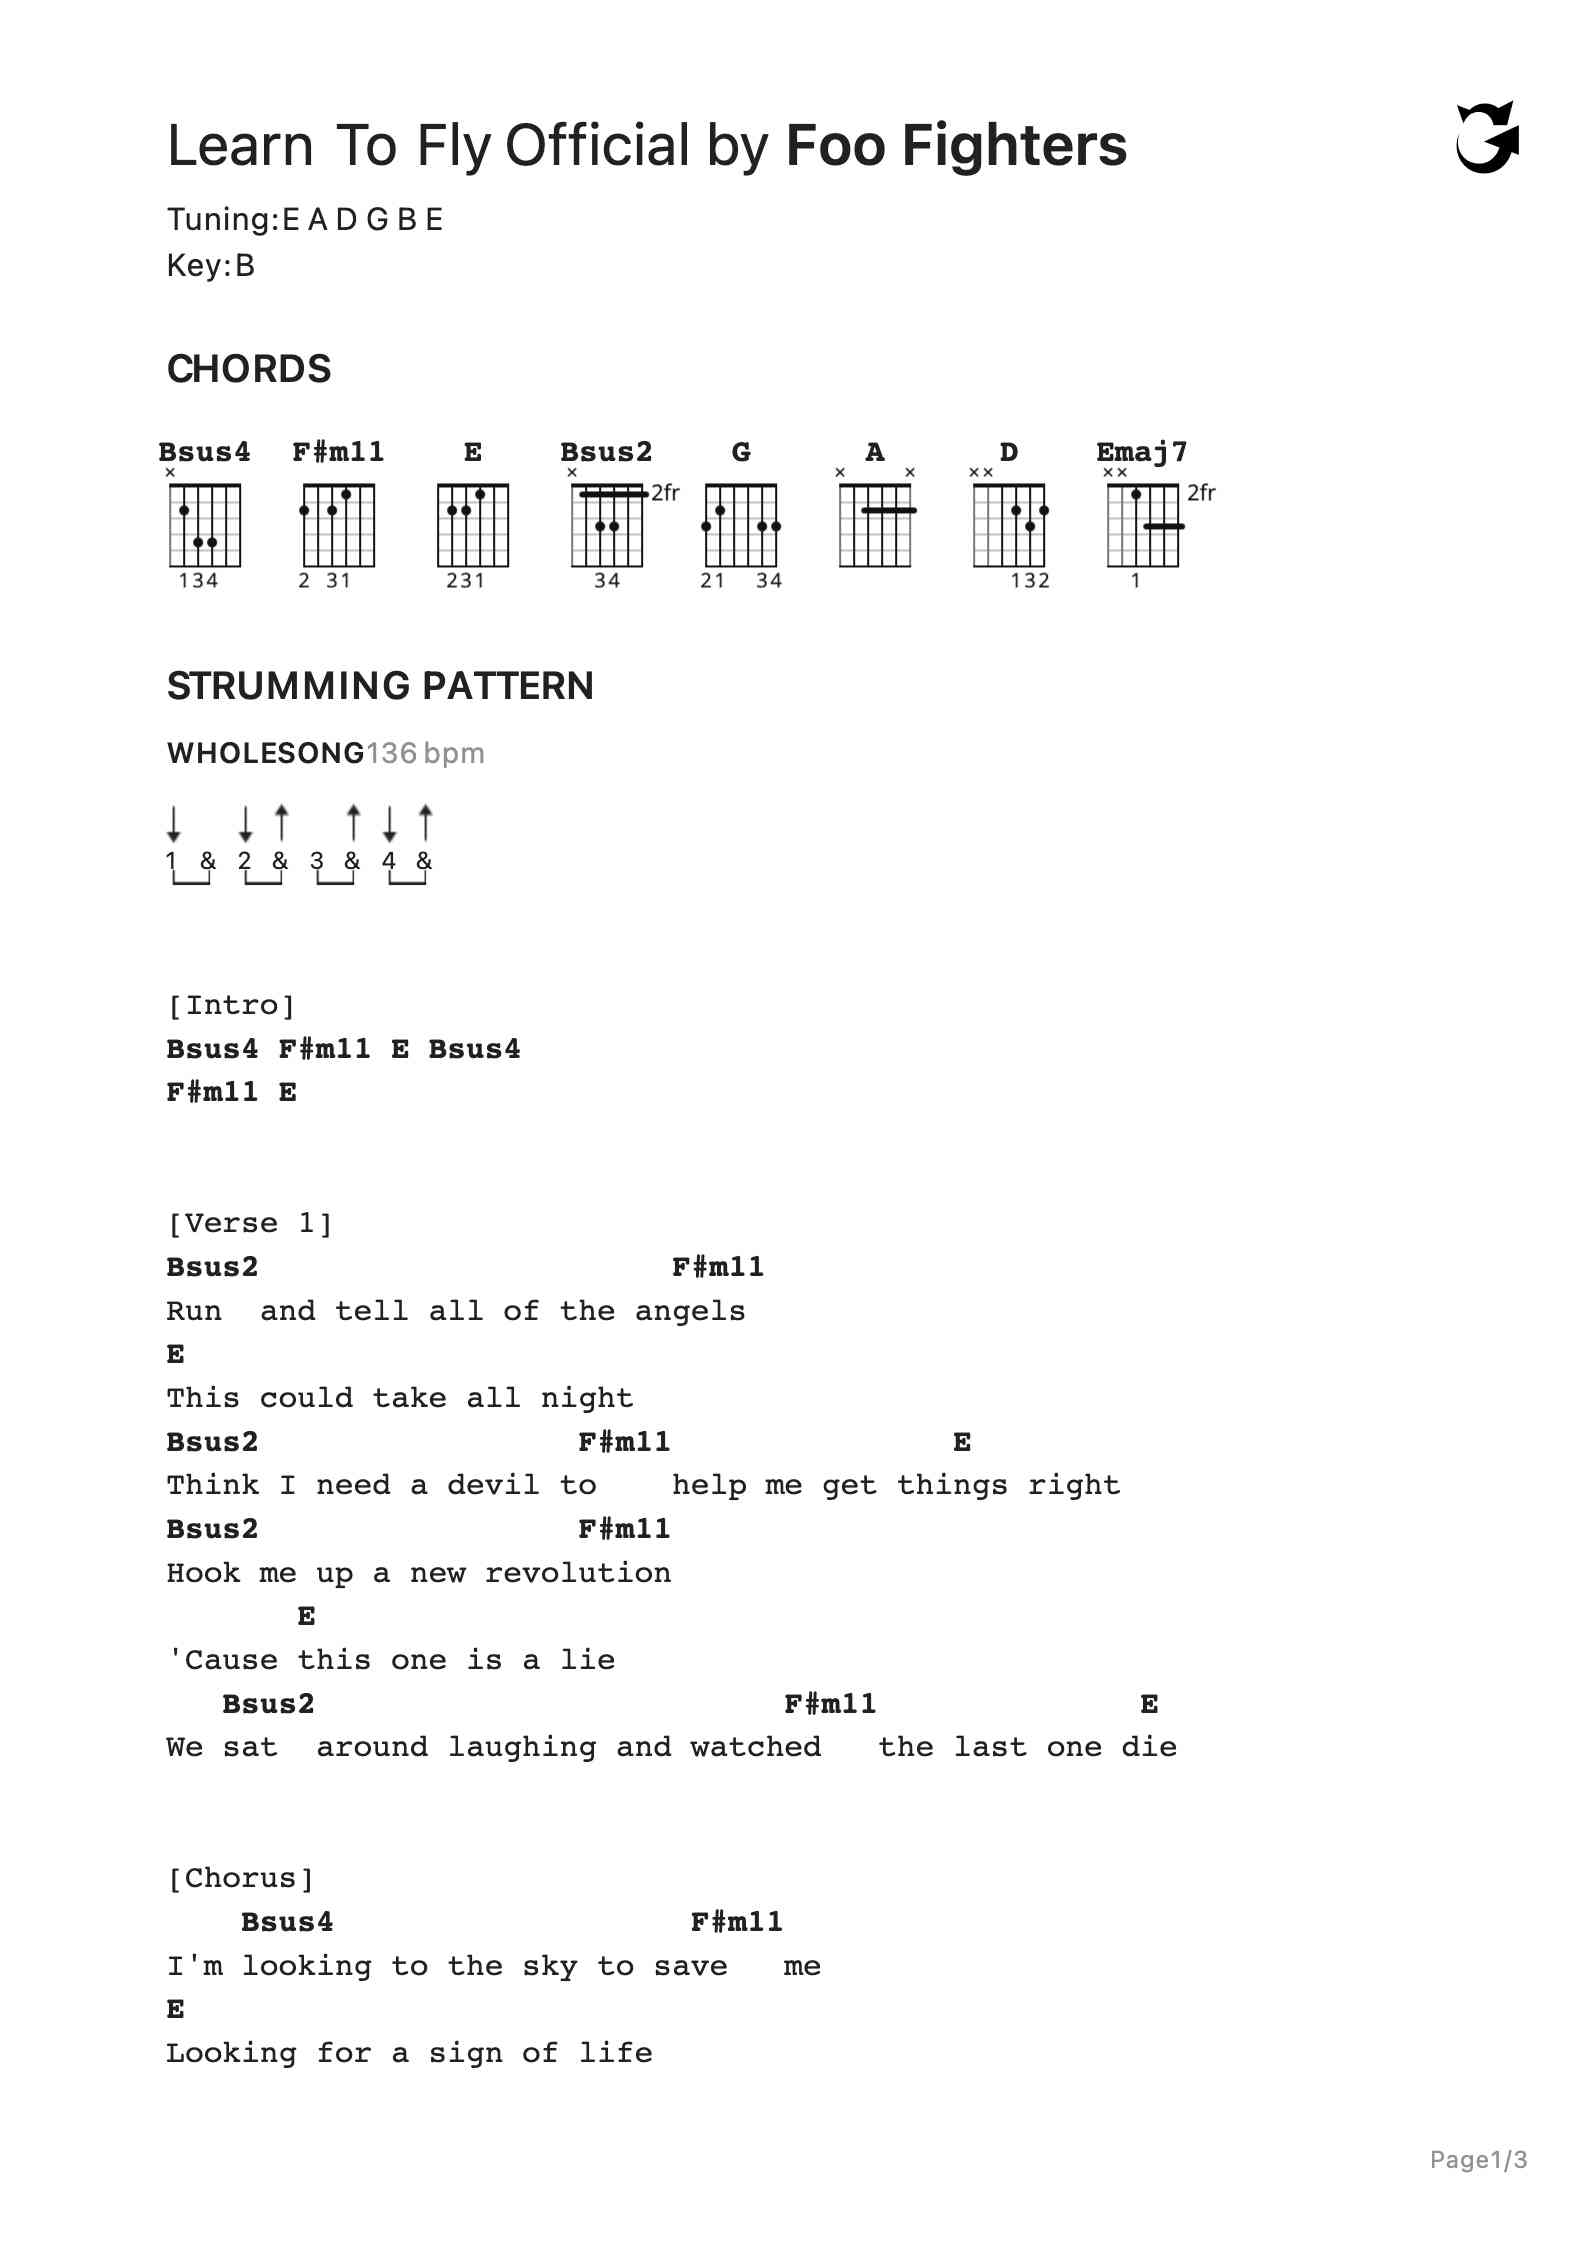 Learn To Fly Official by Foo Fighters
Tuning:E A D G B E
Key:B
CHORDS
Bsus4 F#m11 E Bsus2 G A D Emaj7
× × × × ×× ××
2fr 2fr
134 2 31 231 34 21 34 132 1
STRUMMING PATTERN
WHOLESONG136 bpm
1 & 2 & 3 & 4 &
[Intro]
Bsus4 F#m11 E Bsus4
F#m11 E
[Verse 1]
Bsus2                      F#m11
Run  and tell all of the angels
E
This could take all night
Bsus2                 F#m11               E
Think I need a devil to    help me get things right
Bsus2                 F#m11
Hook me up a new revolution
       E
'Cause this one is a lie
   Bsus2                         F#m11              E
We sat  around laughing and watched   the last one die
[Chorus]
    Bsus4                   F#m11
I'm looking to the sky to save   me
E
Looking for a sign of life
Page1/3